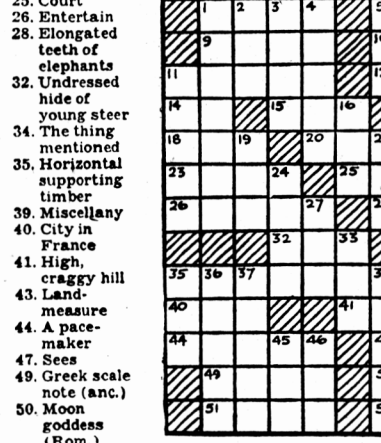 25. Court
26. Entertain
28. Elongated
teeth of
elephants
32. Undressed
hide of
young steer
34. The thing
mentioned
35. Horizontal
supporting
timber
39. Miscellany
40. City in
France
41. High,
craggy hill
43. Land-
measure
44. A pace-
maker
47. Sees
49. Greek scale
note (anc.)
50. Moon
goddess
(Rom.)
1 2 3 4
9
11
14 15 16
18 19 20
23 24 25
26 27
32 33
35 36 37
40 41
44 45 46
49
51